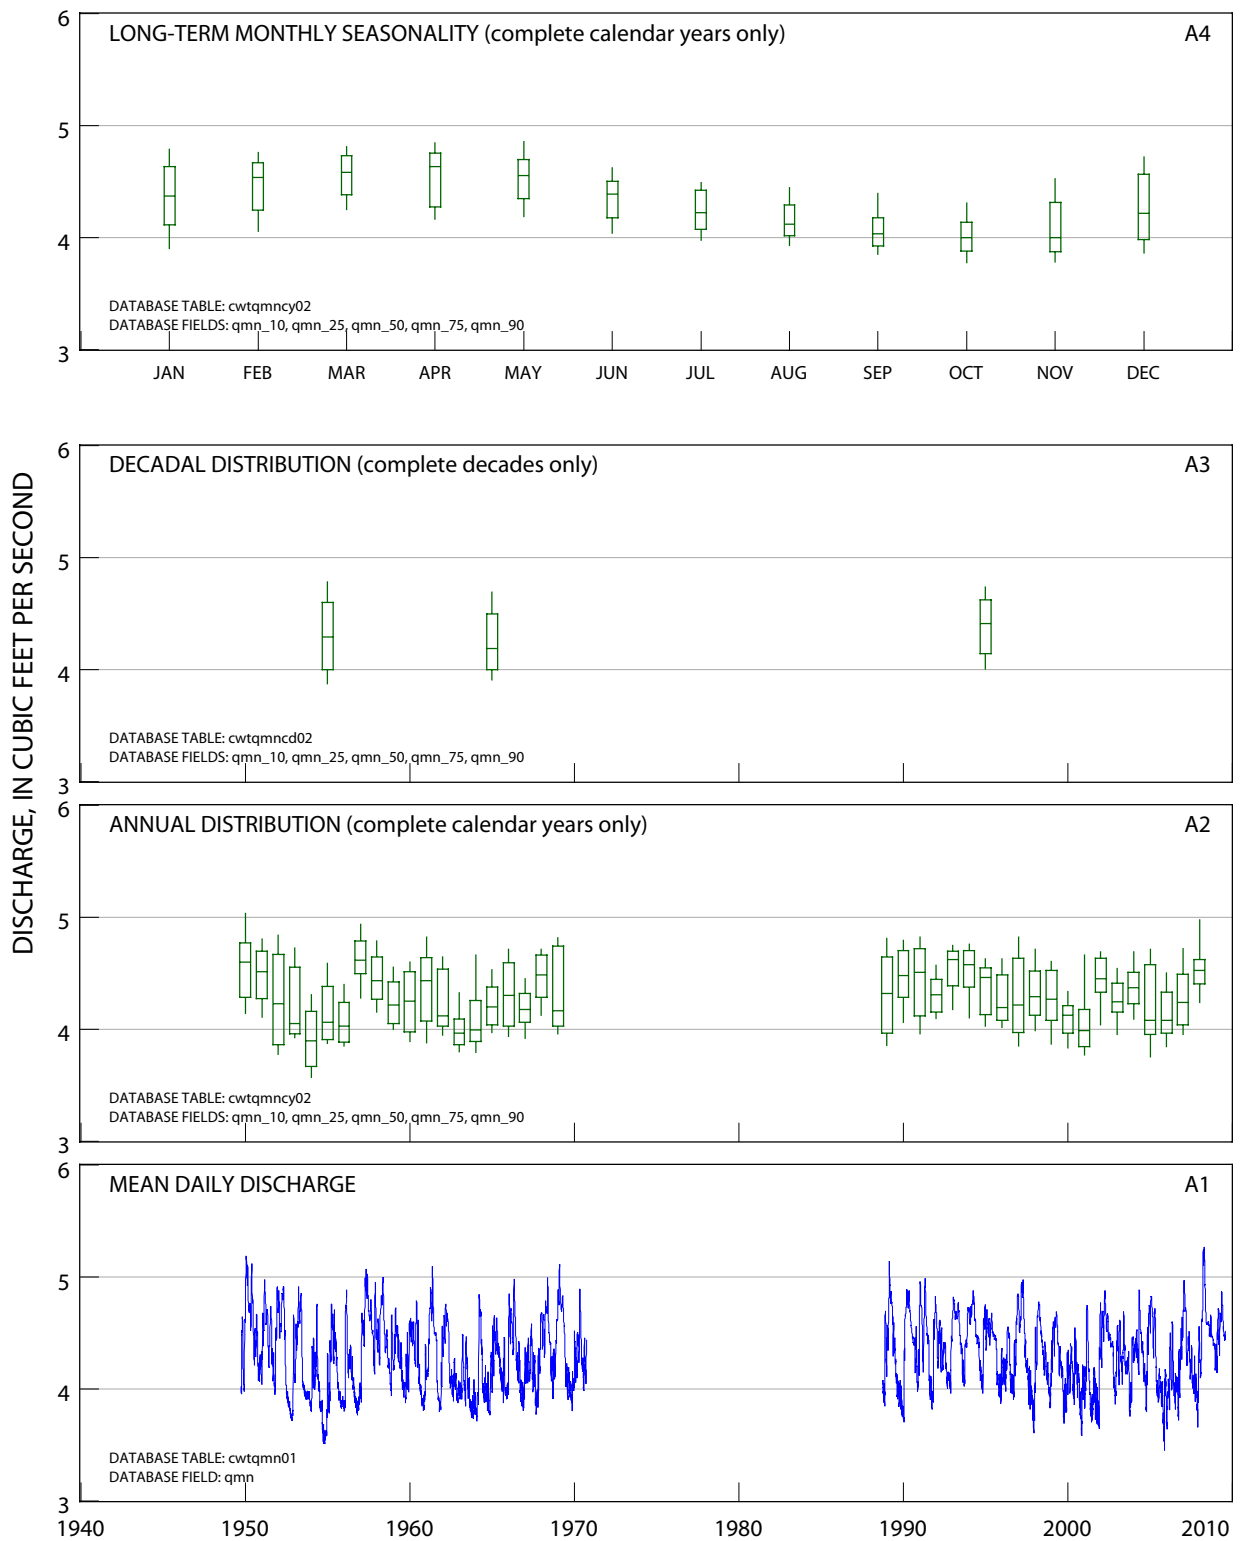 LONG-TERM MONTHLY SEASONALITY (complete calendar years only) A4
6
5
4
3
DATABASE TABLE: cwtqmncy02
DATABASE FIELDS: qmn_10, qmn_25, qmn_50, qmn_75, qmn_90
JAN FEB MAR APR MAY JUN JUL AUG SEP OCT NOV DEC
DISCHARGE, IN CUBIC FEET PER SECOND
DECADAL DISTRIBUTION (complete decades only) A3
6
5
4
3
DATABASE TABLE: cwtqmncd02
DATABASE FIELDS: qmn_10, qmn_25, qmn_50, qmn_75, qmn_90
ANNUAL DISTRIBUTION (complete calendar years only) A2
6
5
4
3
DATABASE TABLE: cwtqmncy02
DATABASE FIELDS: qmn_10, qmn_25, qmn_50, qmn_75, qmn_90
MEAN DAILY DISCHARGE A1
6
5
4
3
DATABASE TABLE: cwtqmn01
DATABASE FIELD: qmn
1940 1950 1960 1970 1980 1990 2000 2010